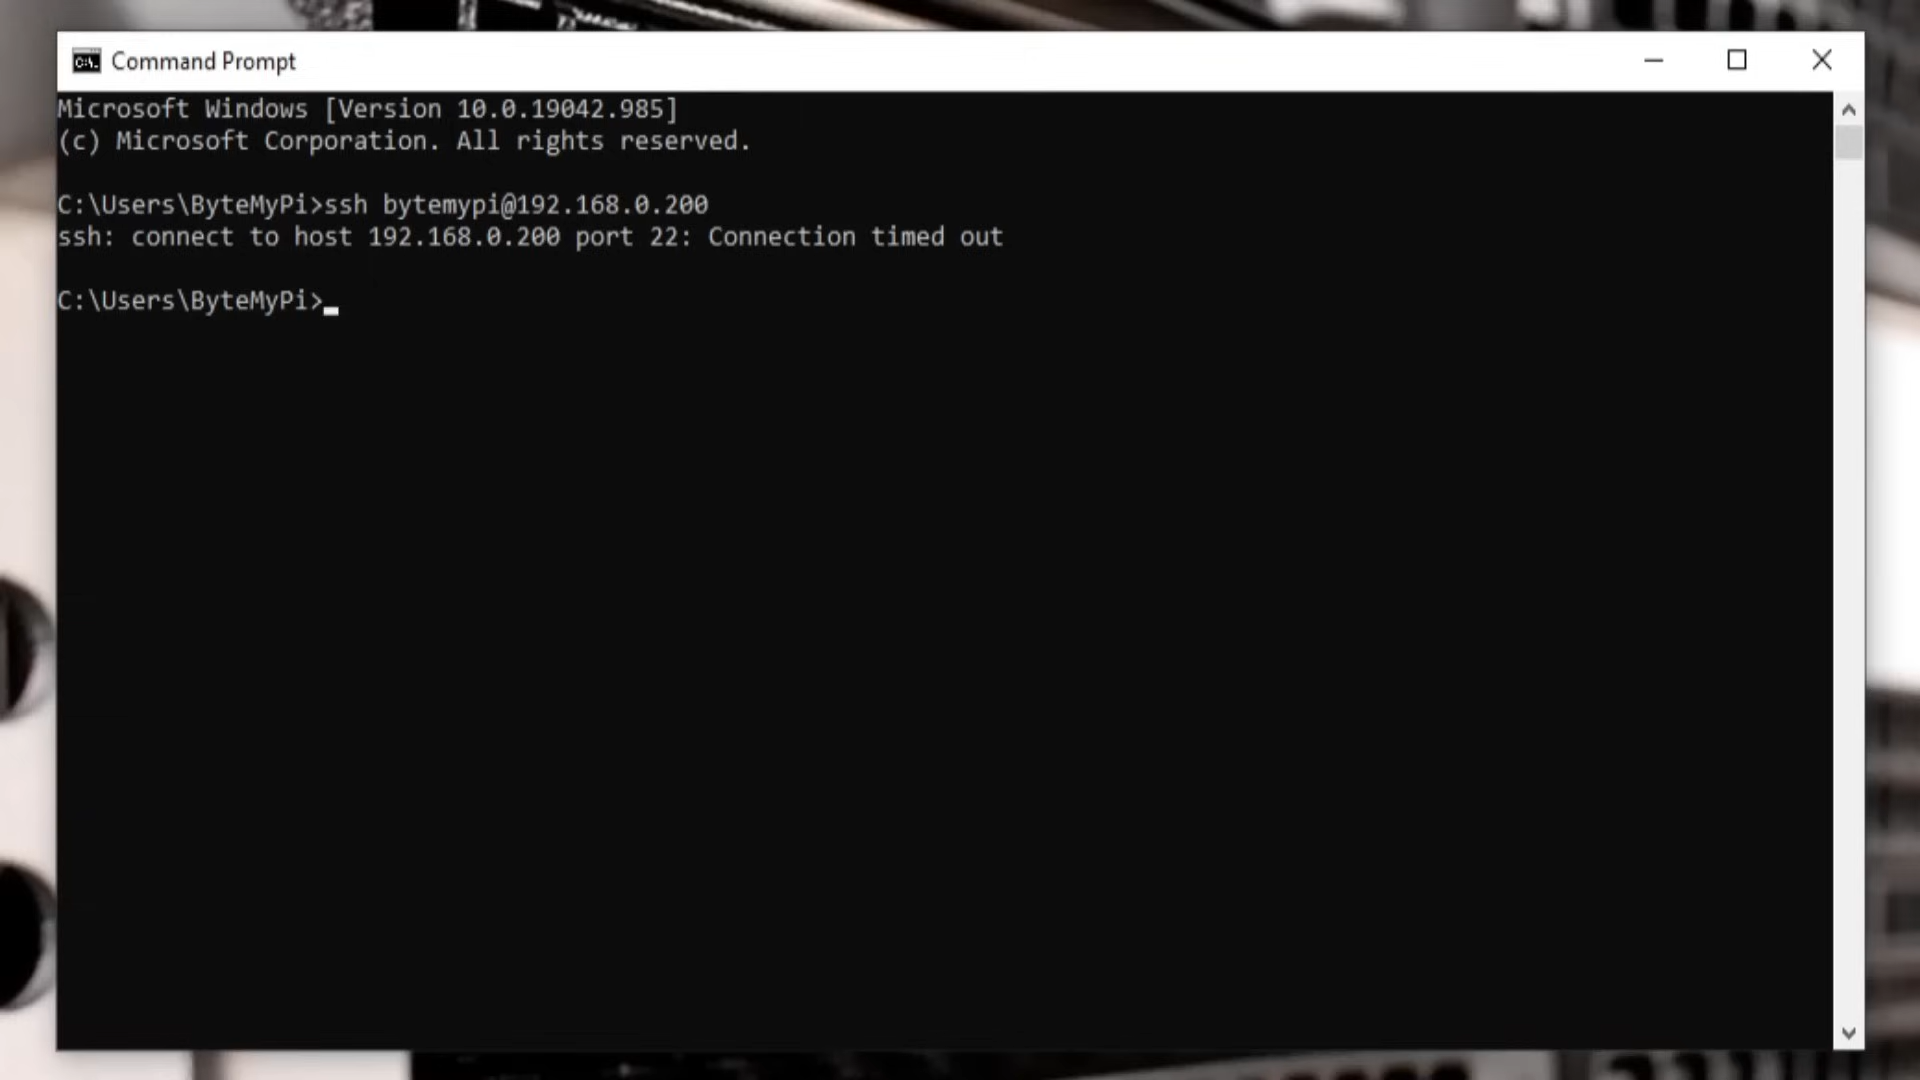 Command Prompt
Microsoft Windows [Version 10.0.19042.985]
(c) Microsoft Corporation. All rights reserved.
C:\Users\ByteMyPi>ssh bytemypi@192.168.0.200
ssh: connect to host 192.168.0.200 port 22: Connection timed out
C:\Users\ByteMyPi>